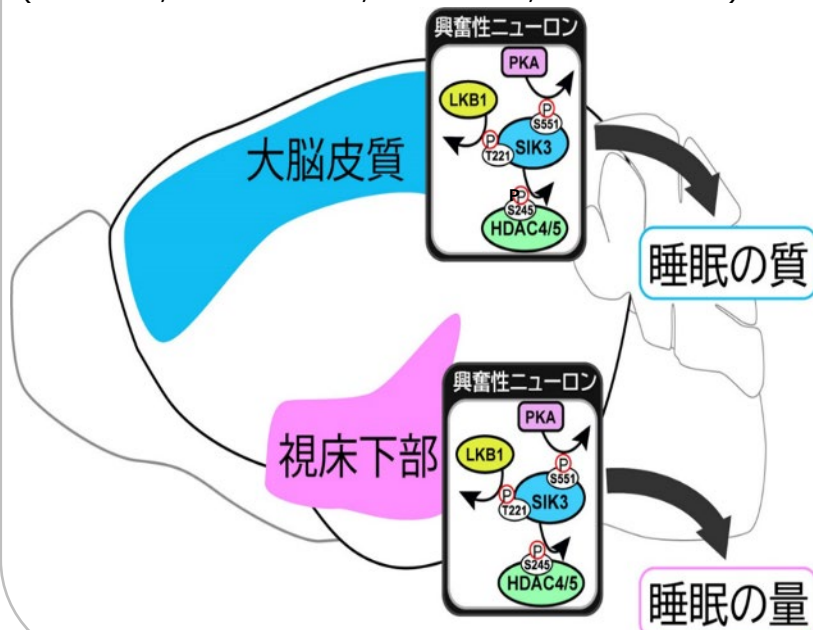 興奮性ニューロン
PKA
LKB1
P
S551
P
T221
SIK3
大脳皮質
P
P
S245
HDAC4/5
睡眠の質
興奮性ニューロン
PKA
LKB1
P
S551
P
T221
SIK3
視床下部
P
S245
HDAC4/5
睡眠の量